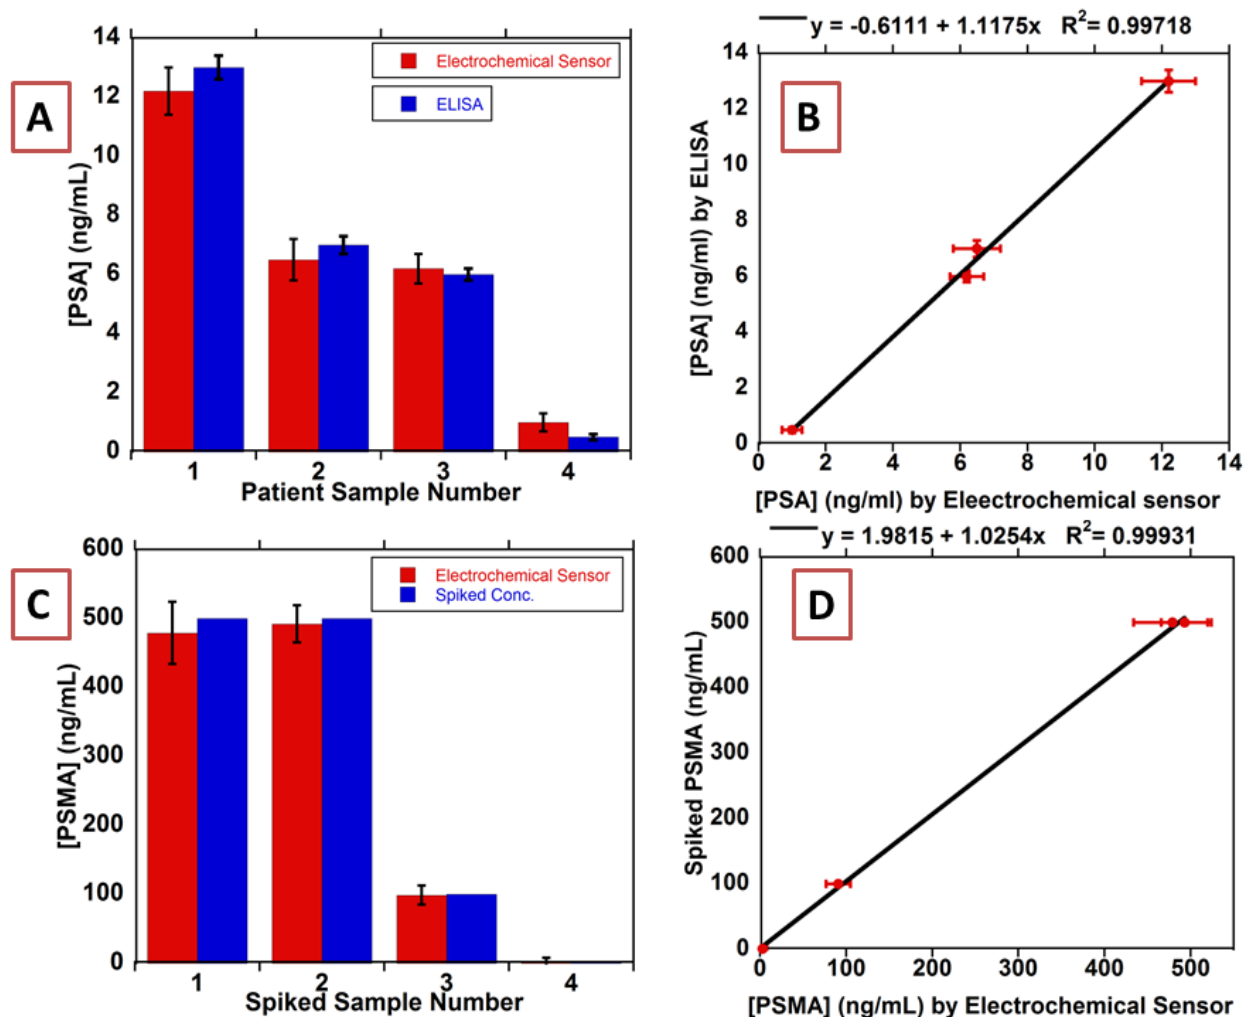 A
14
12
10
8
6
4
2
0
[PSA] (ng/mL)
Electrochemical Sensor
ELISA
1 2 3 4
Patient Sample Number
y = -0.6111 + 1.1175x R²= 0.99718
B
14
12
10
8
6
4
2
0
[PSA] (ng/ml) by ELISA
0 2 4 6 8 10 12 14
[PSA] (ng/ml) by Eleectrochemical sensor
C
600
500
400
300
200
100
0
[PSMA] (ng/mL)
Electrochemical Sensor
Spiked Conc.
1 2 3 4
Spiked Sample Number
y = 1.9815 + 1.0254x R²= 0.99931
D
600
500
400
300
200
100
0
Spiked PSMA (ng/mL)
0 100 200 300 400 500
[PSMA] (ng/mL) by Electrochemical Sensor